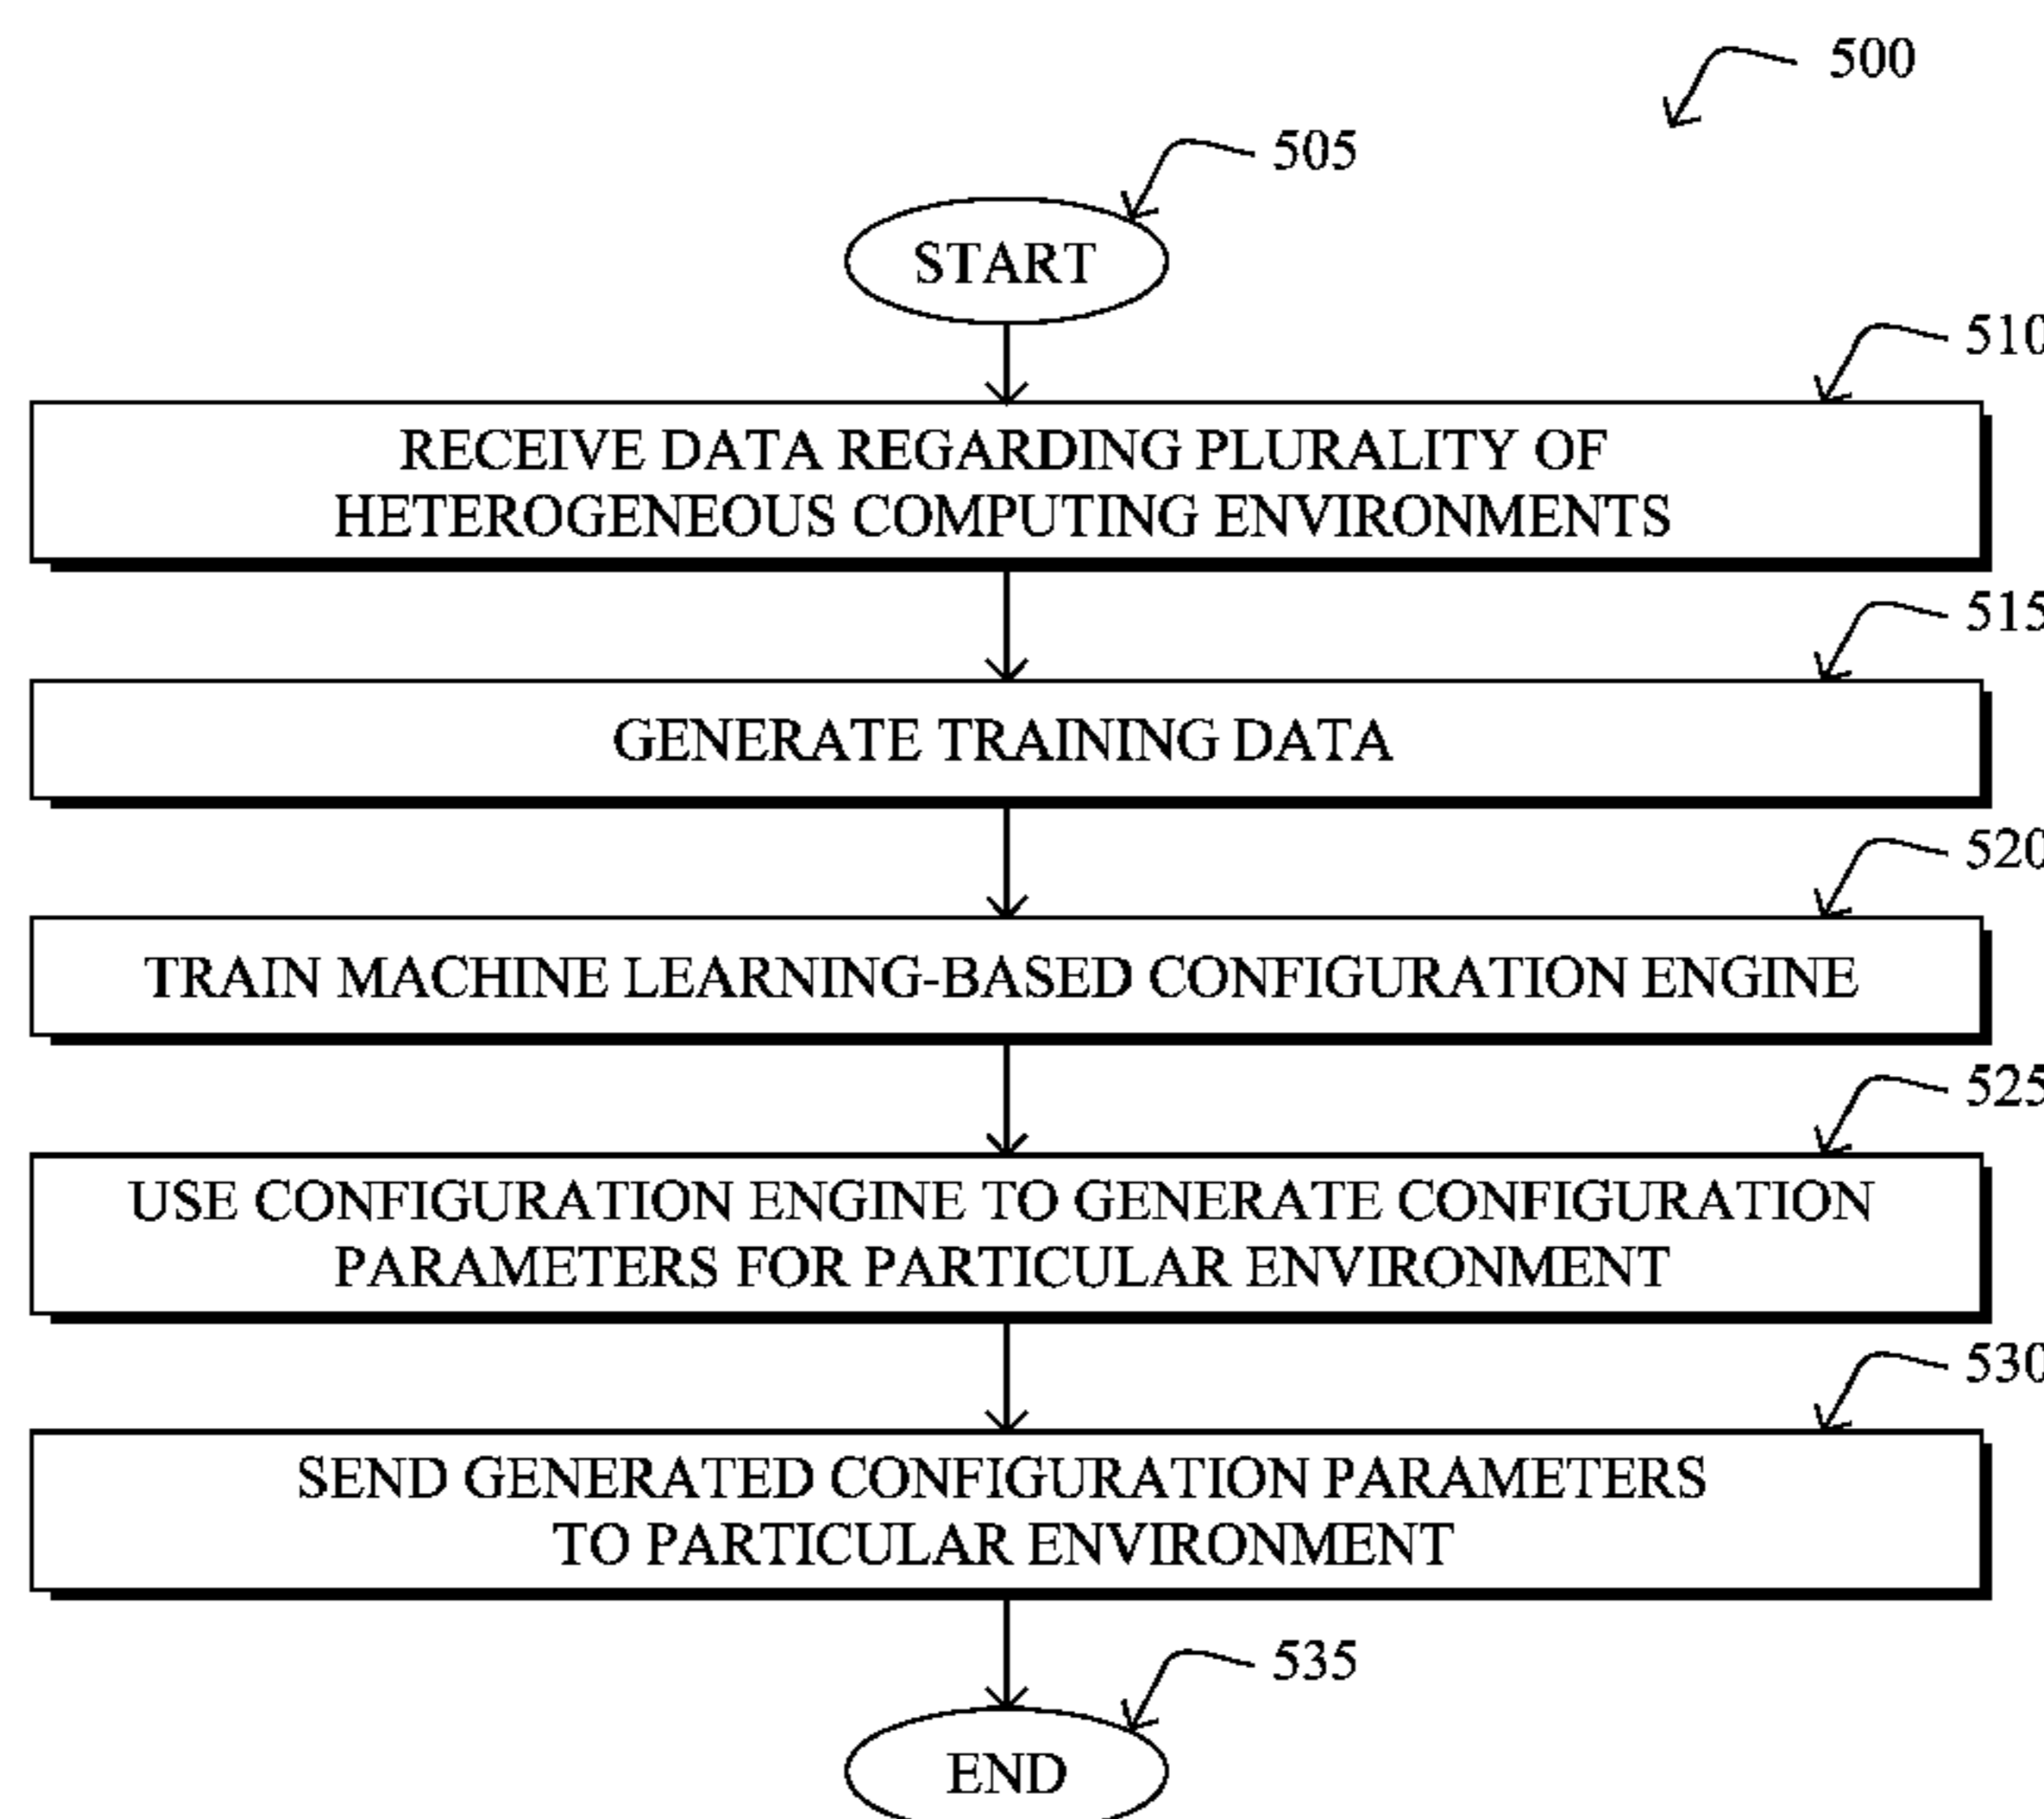 500
505
START
510
RECEIVE DATA REGARDING PLURALITY OF
HETEROGENEOUS COMPUTING ENVIRONMENTS
515
GENERATE TRAINING DATA
520
TRAIN MACHINE LEARNING-BASED CONFIGURATION ENGINE
525
USE CONFIGURATION ENGINE TO GENERATE CONFIGURATION
PARAMETERS FOR PARTICULAR ENVIRONMENT
530
SEND GENERATED CONFIGURATION PARAMETERS
TO PARTICULAR ENVIRONMENT
535
END